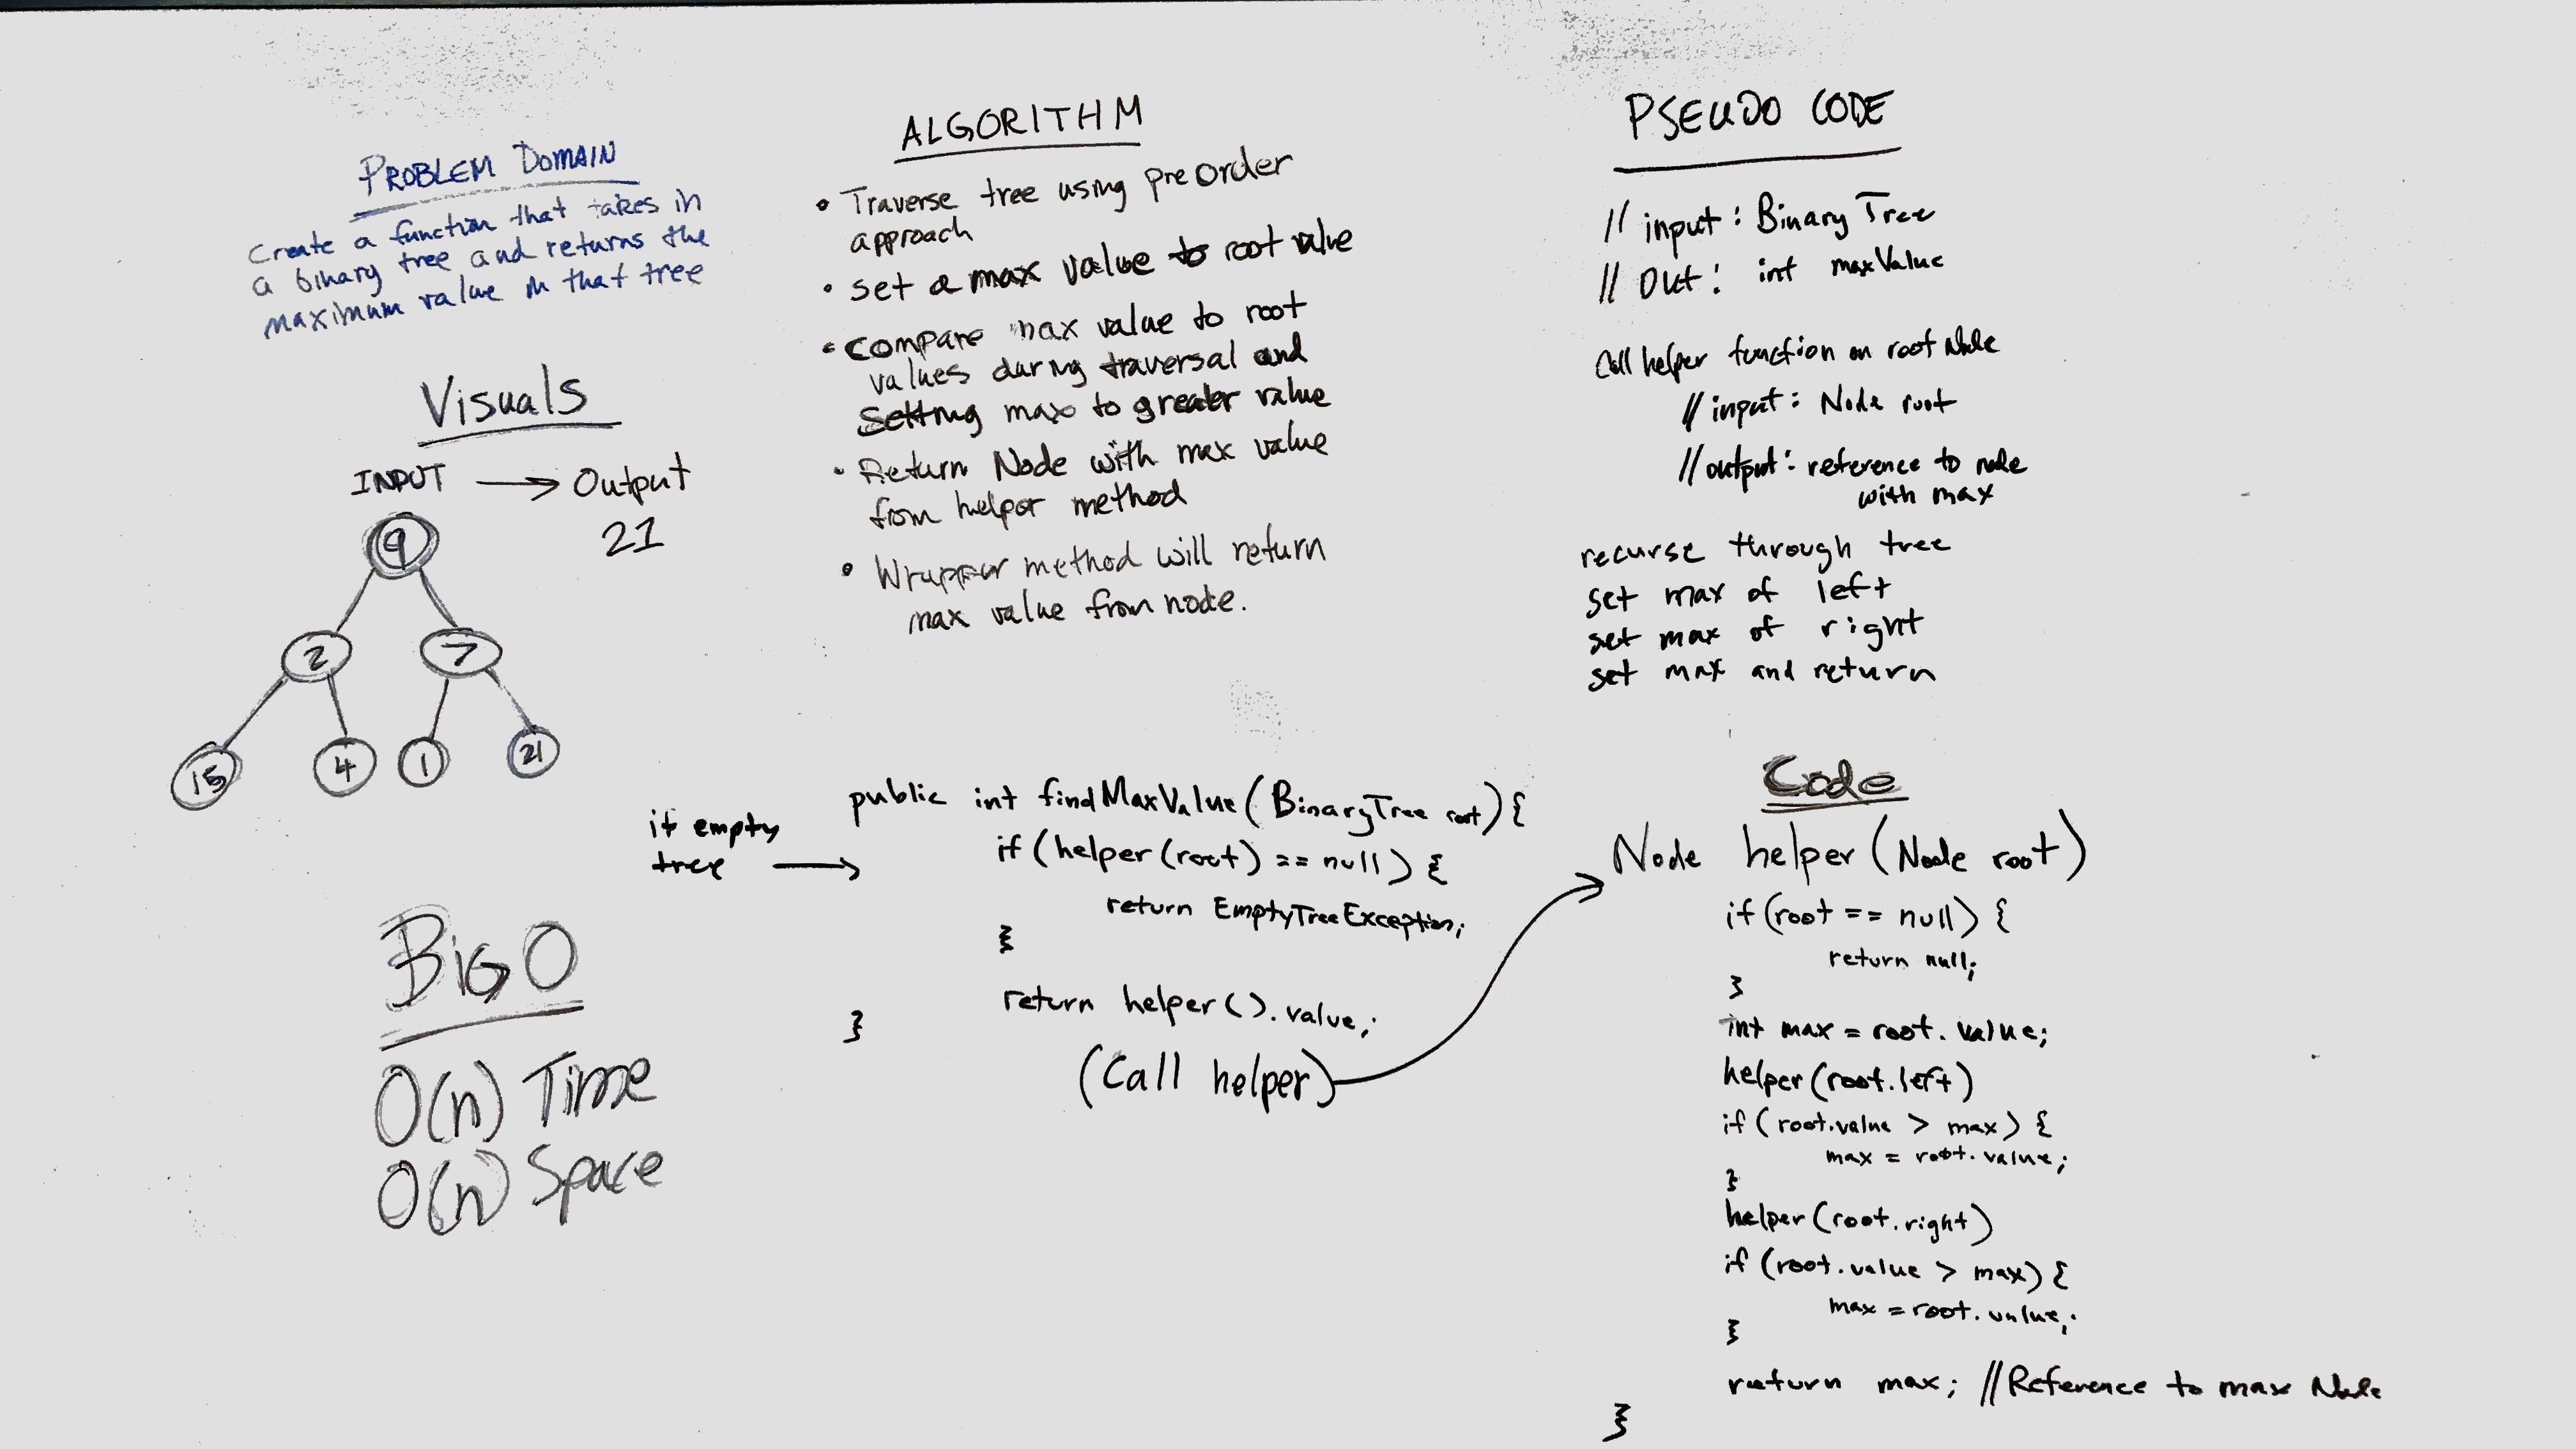 PROBLEM DOMAIN
Create a function that takes in
a binary tree and returns the
maximum value in that tree
Visuals
INPUT → Output
21
9
2
7
15
4
1
21
BIG O
O(n) Time
O(n) Space
ALGORITHM
• Traverse tree using preOrder
approach
• set a max value to root value
• compare max value to root
values during traversal and
setting max to greater value
• Return Node with max value
from helper method
• Wrapper method will return
max value from node.
if empty
tree →
public int findMaxValue(BinaryTree root){
if(helper(root) == null) {
return EmptyTreeException;
}
return helper().value;
}
(Call helper)
PSEUDO CODE
// input: Binary Tree
// Out: int maxValue
Call helper function on root Node
// input: Node root
// output: reference to node
with max
recurse through tree
set max of left
set max of right
set max and return
Code
Node helper(Node root)
if(root == null) {
return null;
}
int max = root.value;
helper(root.left)
if(root.value > max) {
max = root.value;
}
helper(root.right)
if(root.value > max) {
max = root.value;
}
return max; //Reference to max Node
}